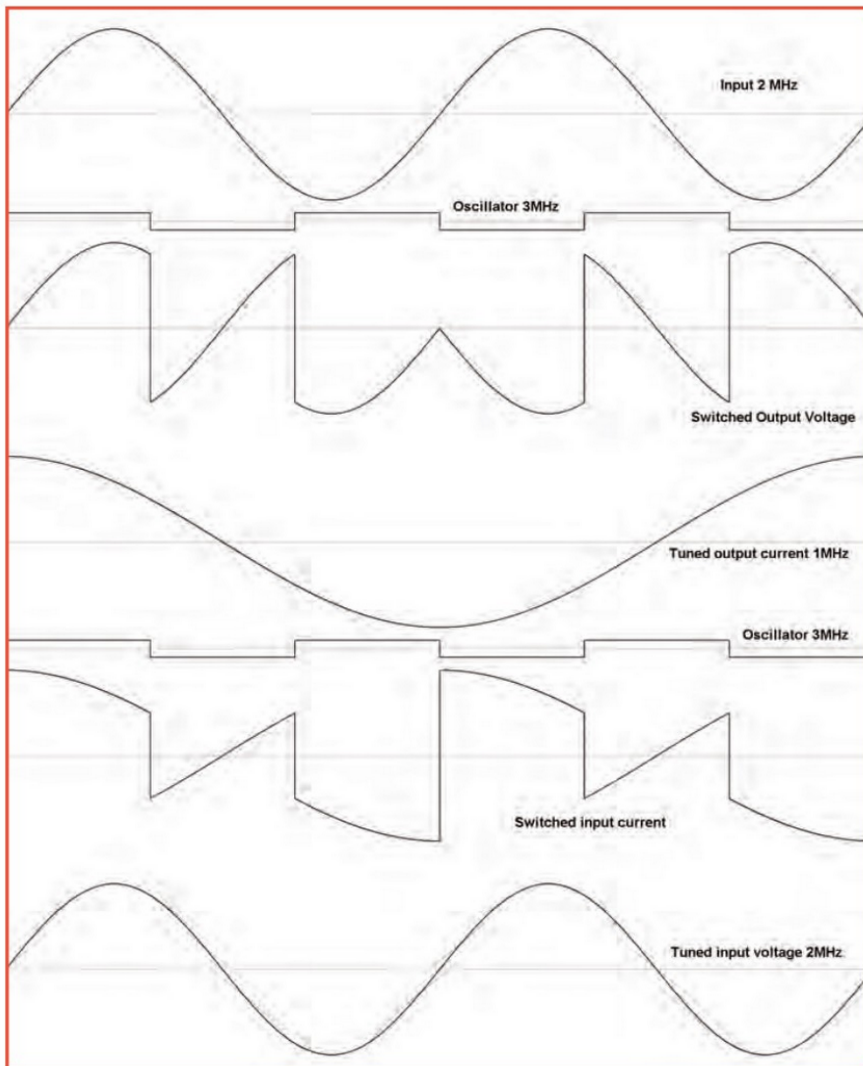 Input 2 MHz
Oscillator 3MHz
Switched Output Voltage
Tuned output current 1MHz
Oscillator 3MHz
Switched input current
Tuned input voltage 2MHz